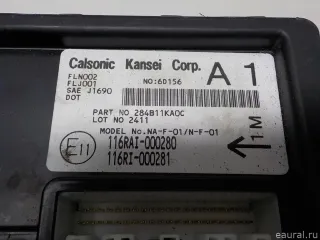 Calsonic Kansei Corp.
FLN002
FLJ001 NO:60156 A1
SAE J1690
DOT
PART NO 284B11KA0C
LOT NO 2411
MODEL No.NA-F-01/N-F-01
E11 116RAI-000280
116RI-000281
1M
eaural.ru